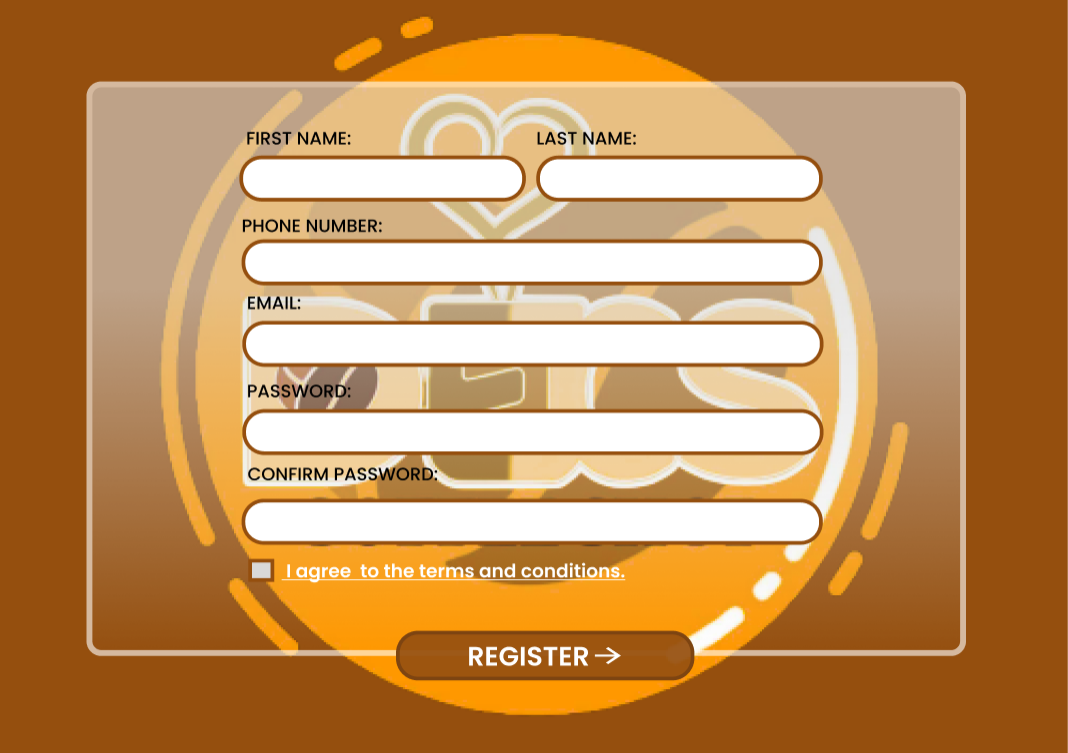 FIRST NAME: LAST NAME:
PHONE NUMBER:
EMAIL:
PASSWORD:
CONFIRM PASSWORD:
I agree to the terms and conditions.
REGISTER →